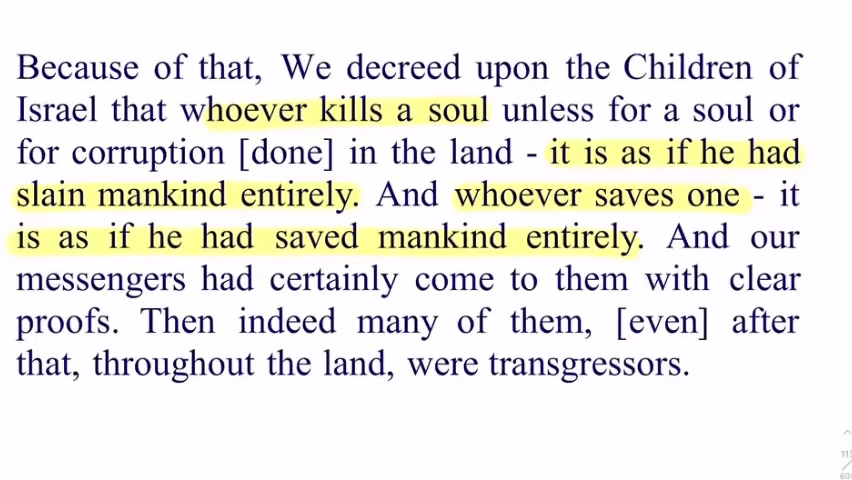 Because of that, We decreed upon the Children of
Israel that whoever kills a soul unless for a soul or
for corruption [done] in the land - it is as if he had
slain mankind entirely. And whoever saves one - it
is as if he had saved mankind entirely. And our
messengers had certainly come to them with clear
proofs. Then indeed many of them, [even] after
that, throughout the land, were transgressors.
113
604